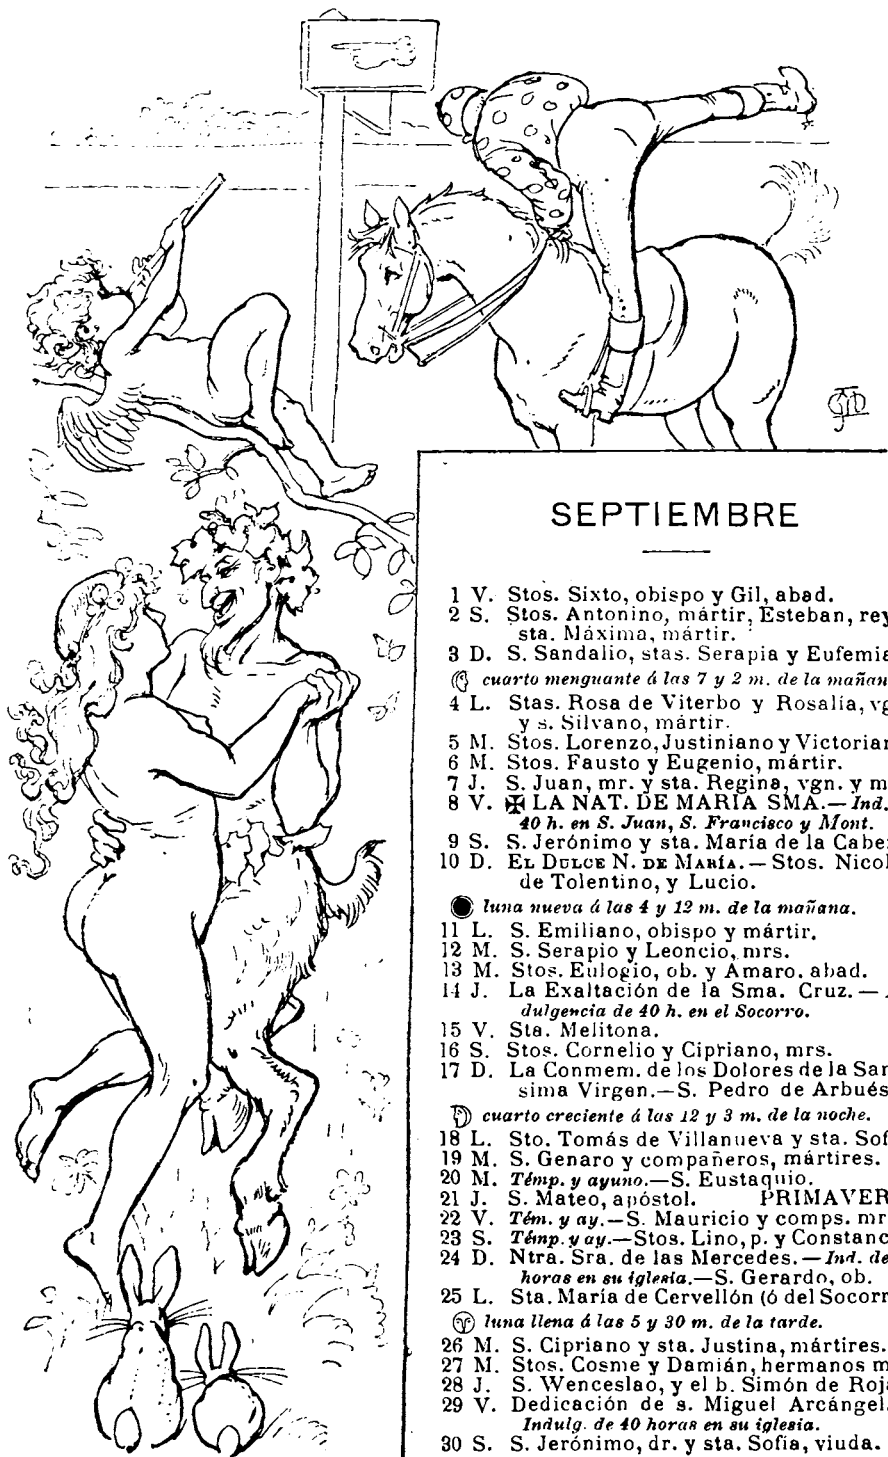 SEPTIEMBRE
1 V. Stos. Sixto, obispo y Gil, abad.
2 S. Stos. Antonino, mártir, Esteban, rey
sta. Máxima, mártir.
3 D. S. Sandalio, stas. Serapia y Eufemia
cuarto menguante á las 7 y 2 m. de la mañan
4 L. Stas. Rosa de Viterbo y Rosalía, vg
y s. Silvano, mártir.
5 M. Stos. Lorenzo, Justiniano y Victorian
6 M. Stos. Fausto y Eugenio, mártir.
7 J. S. Juan, mr. y sta. Regina, vgn. y m
8 V. ✠ LA NAT. DE MARIA SMA.—Ind.
40 h. en S. Juan, S. Francisco y Mont.
9 S. S. Jerónimo y sta. María de la Cabe
10 D. EL DULCE N. DE MARÍA.—Stos. Nicol
de Tolentino, y Lucio.
luna nueva á las 4 y 12 m. de la mañana.
11 L. S. Emiliano, obispo y mártir.
12 M. S. Serapio y Leoncio, mrs.
13 M. Stos. Eulogio, ob. y Amaro, abad.
14 J. La Exaltación de la Sma. Cruz.—
dulgencia de 40 h. en el Socorro.
15 V. Sta. Melitona.
16 S. Stos. Cornelio y Cipriano, mrs.
17 D. La Conmem. de los Dolores de la San
sima Virgen.—S. Pedro de Arbués
cuarto creciente á las 12 y 3 m. de la noche.
18 L. Sto. Tomás de Villanueva y sta. Sof
19 M. S. Genaro y compañeros, mártires.
20 M. Témp. y ayuno.—S. Eustaquio.
21 J. S. Mateo, apóstol. PRIMAVER
22 V. Tém. y ay.—S. Mauricio y comps. mr
23 S. Témp. y ay.—Stos. Lino, p. y Constanc
24 D. Ntra. Sra. de las Mercedes.—Ind. de
horas en su iglesia.—S. Gerardo, ob.
25 L. Sta. María de Cervellón (ó del Socorr
luna llena á las 5 y 30 m. de la tarde.
26 M. S. Cipriano y sta. Justina, mártires.
27 M. Stos. Cosme y Damián, hermanos m
28 J. S. Wenceslao, y el b. Simón de Roja
29 V. Dedicación de s. Miguel Arcángel.
Indulg. de 40 horas en su iglesia.
30 S. S. Jerónimo, dr. y sta. Sofía, viuda.